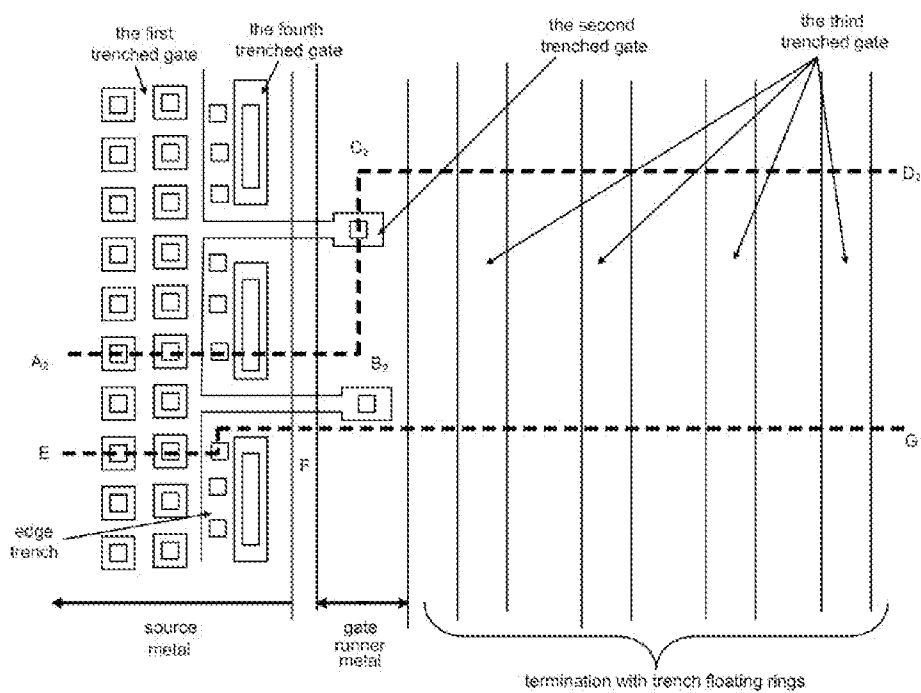 the first
trenched gate
the fourth
trenched gate
the second
trenched gate
the third
trenched gate
C2
D2
A2
B2
E
F
G
edge
trench
source
metal
gate
runner
metal
termination with trench floating rings